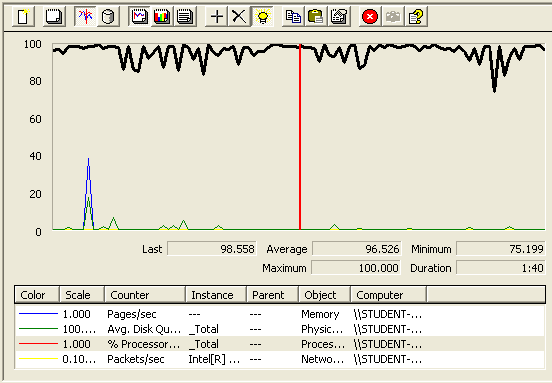 100
80
60
40
20
0
Last 98.558 Average 96.526 Minimum 75.199
Maximum 100.000 Duration 1:40
Color Scale Counter Instance Parent Object Computer
1.000 Pages/sec --- --- Memory \\STUDENT-...
100.... Avg. Disk Qu... _Total --- Physic... \\STUDENT-...
1.000 % Processor... _Total --- Proces... \\STUDENT-...
0.10... Packets/sec Intel[R] ... --- Netwo... \\STUDENT-...